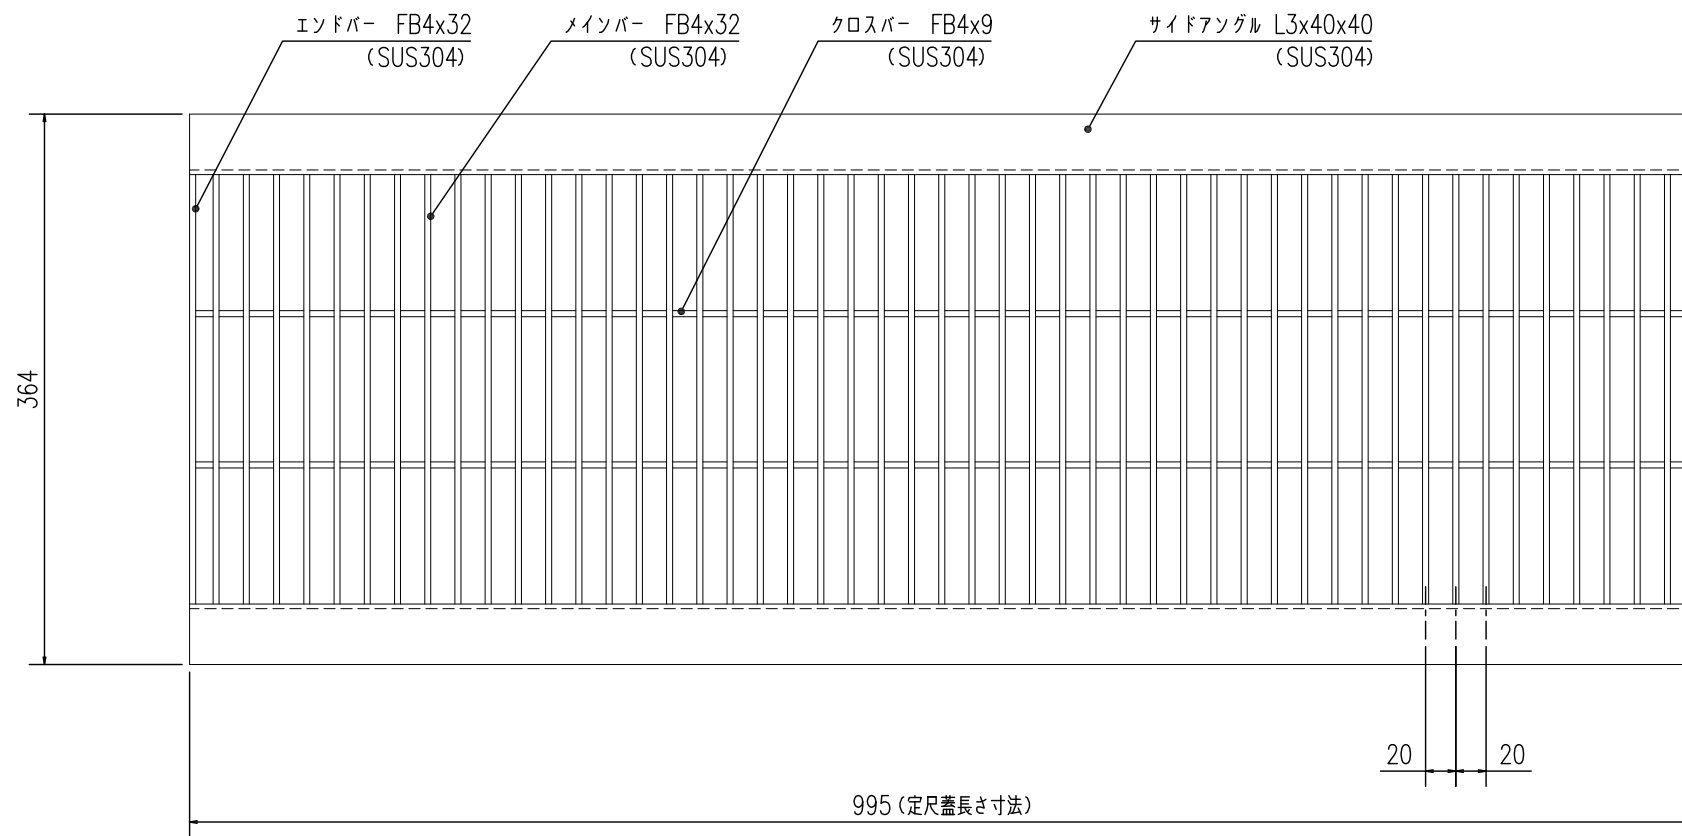 エンドバー FB4x32
(SUS304)
メインバー FB4x32
(SUS304)
クロスバー FB4x9
(SUS304)
サイドアングル L3x40x40
(SUS304)
364
20
20
995 (定尺蓋長さ寸法)